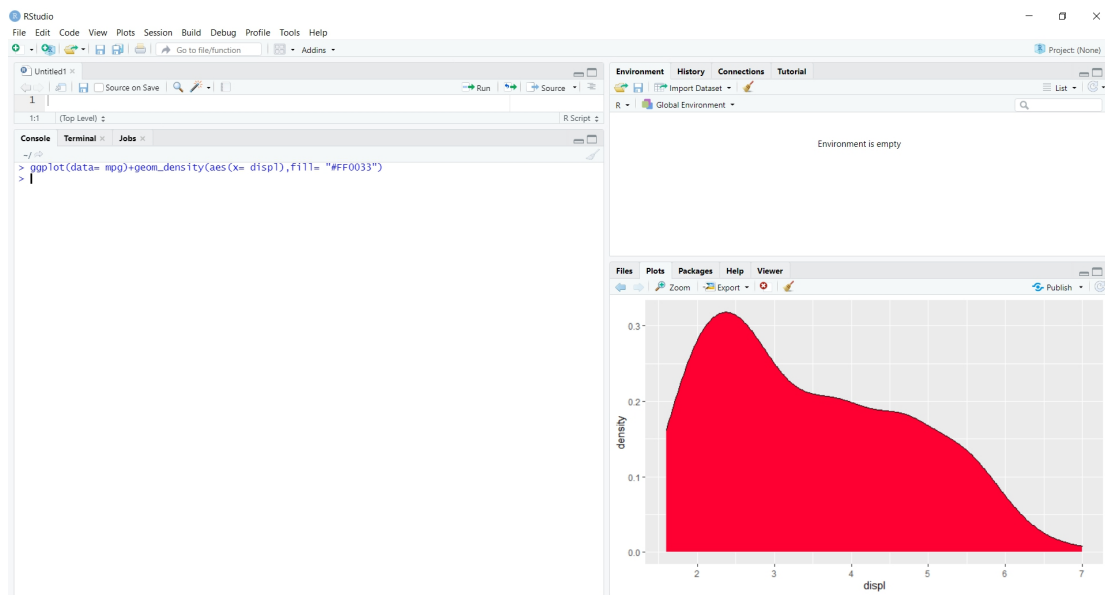 RStudio
File Edit Code View Plots Session Build Debug Profile Tools Help
Go to file/function Addins Project: (None)
Untitled1
Source on Save Run Source
1
1:1 (Top Level) R Script
Console Terminal Jobs
~/
> ggplot(data= mpg)+geom_density(aes(x= displ),fill= "#FF0033")
>
Environment History Connections Tutorial
Import Dataset List
R Global Environment
Environment is empty
Files Plots Packages Help Viewer
Zoom Export Publish
0.3
0.2
0.1
0.0
density
2 3 4 5 6 7
displ